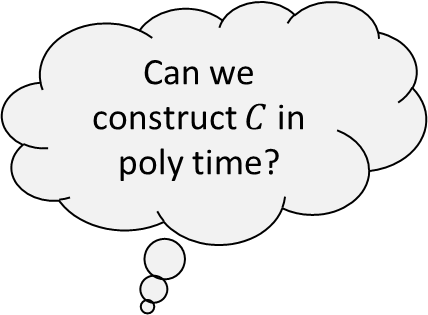 Can we
construct C in
poly time?